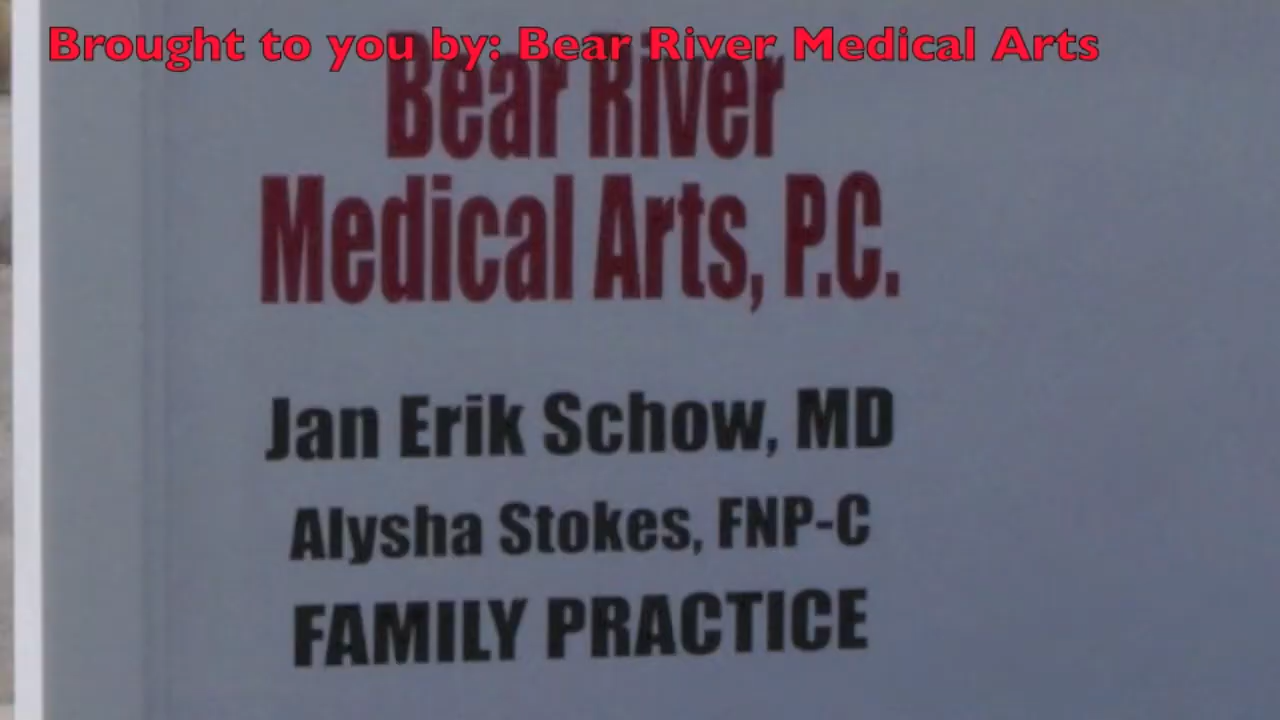 Brought to you by: Bear River Medical Arts
Bear River
Medical Arts, P.C.
Jan Erik Schow, MD
Alysha Stokes, FNP-C
FAMILY PRACTICE